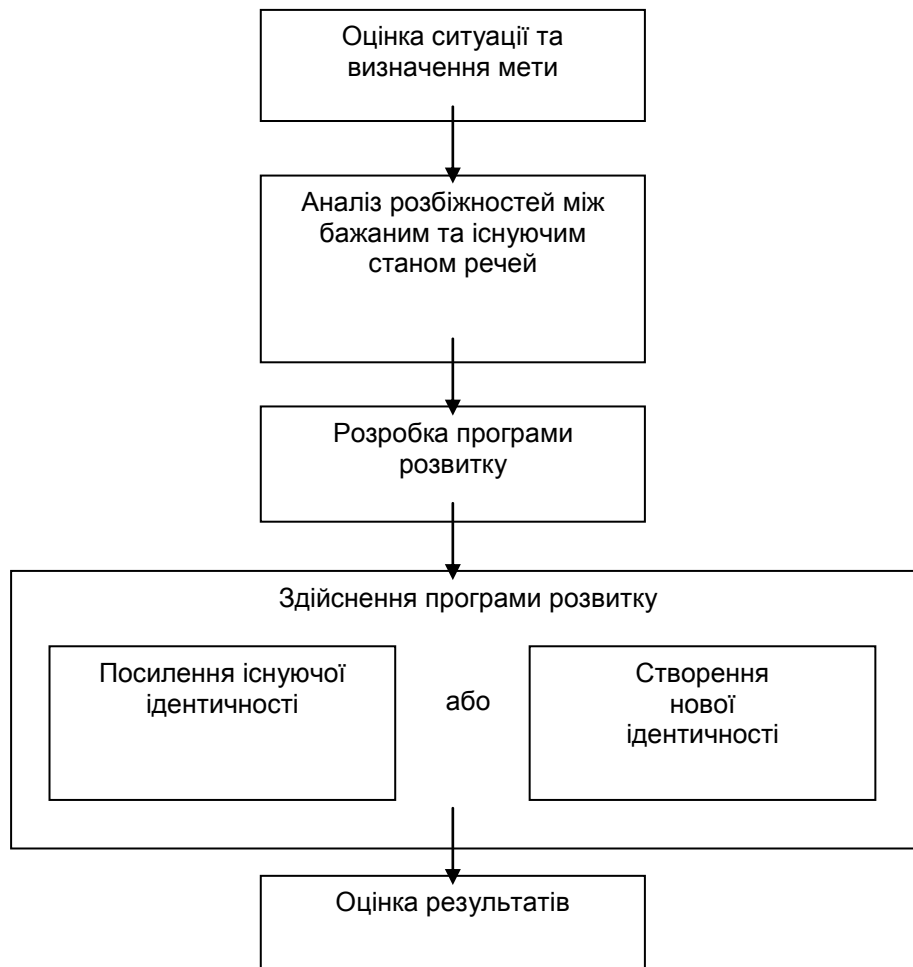 Оцінка ситуації та
визначення мети
Аналіз розбіжностей між
бажаним та існуючим
станом речей
Розробка програми
розвитку
Здійснення програми розвитку
Посилення існуючої
ідентичності
або
Створення
нової
ідентичності
Оцінка результатів